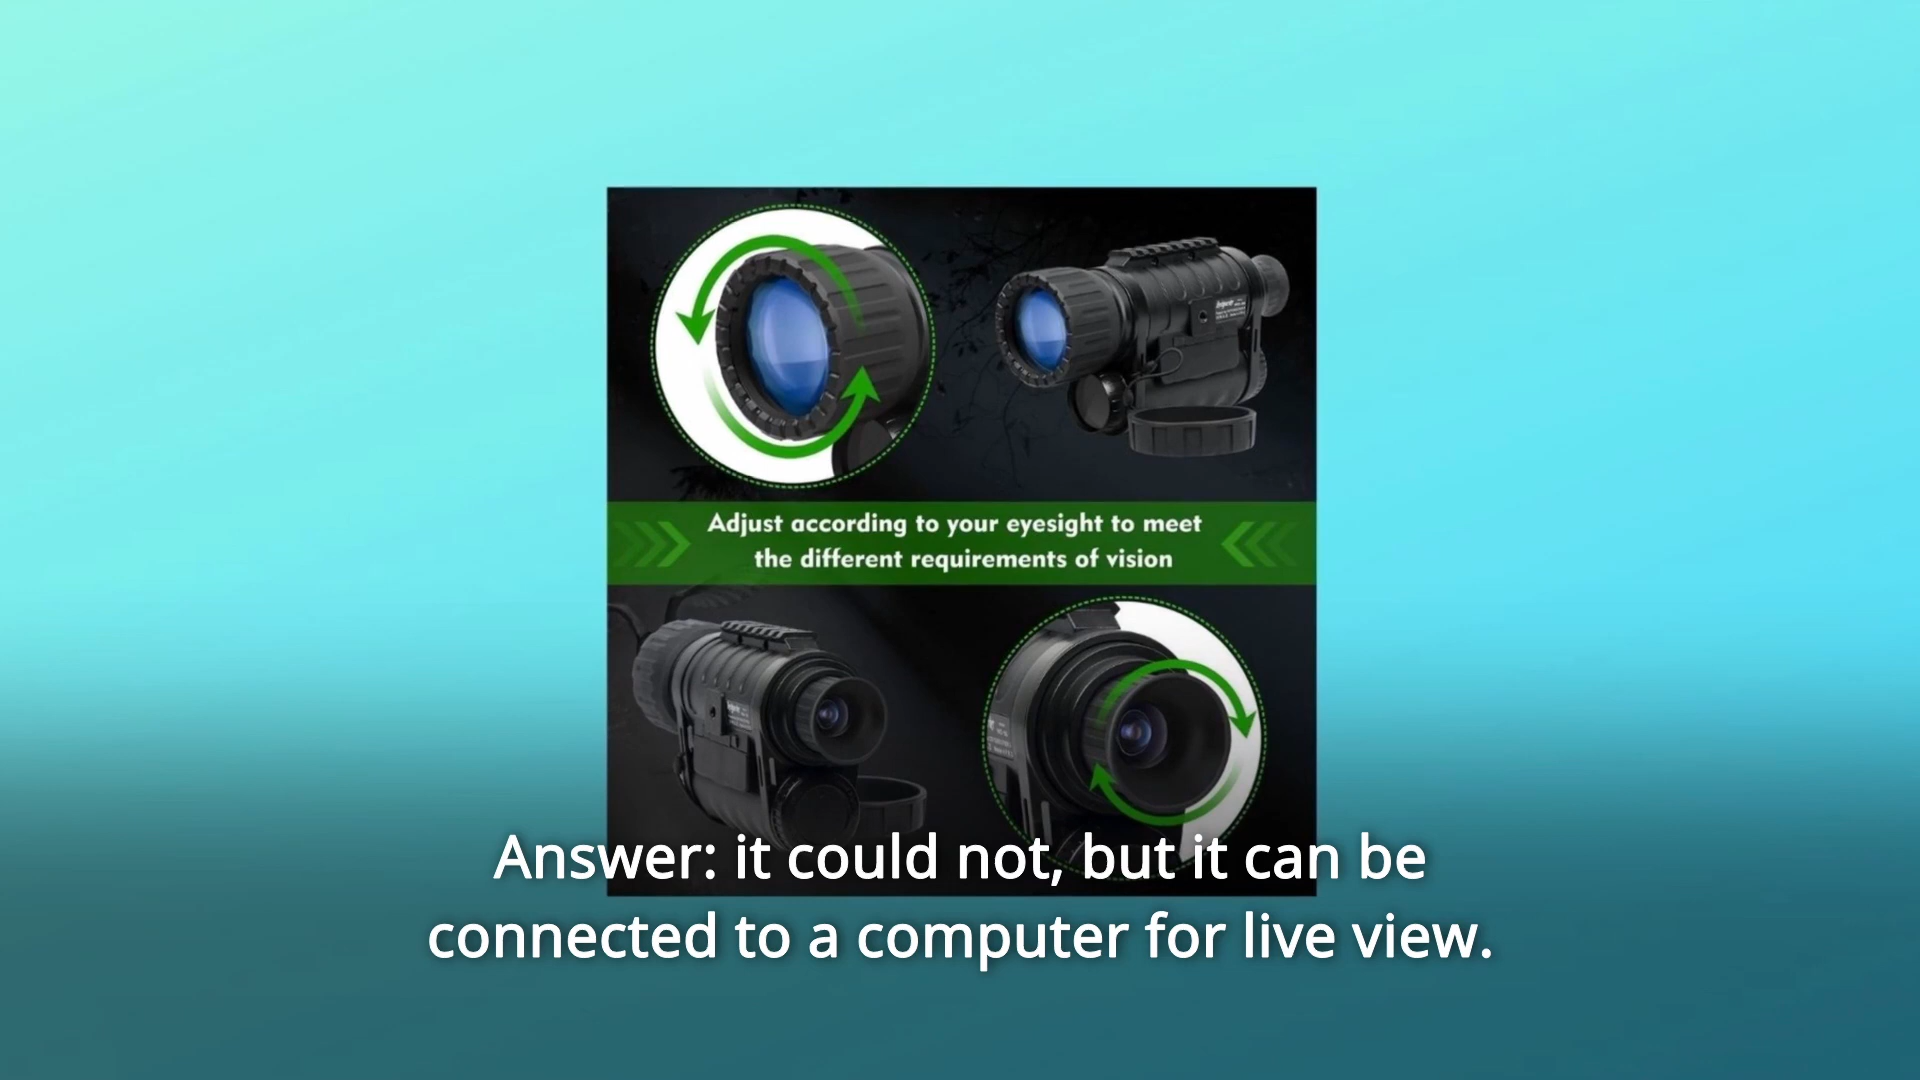 Adjust according to your eyesight to meet
the different requirements of vision
Answer: it could not, but it can be
connected to a computer for live view.